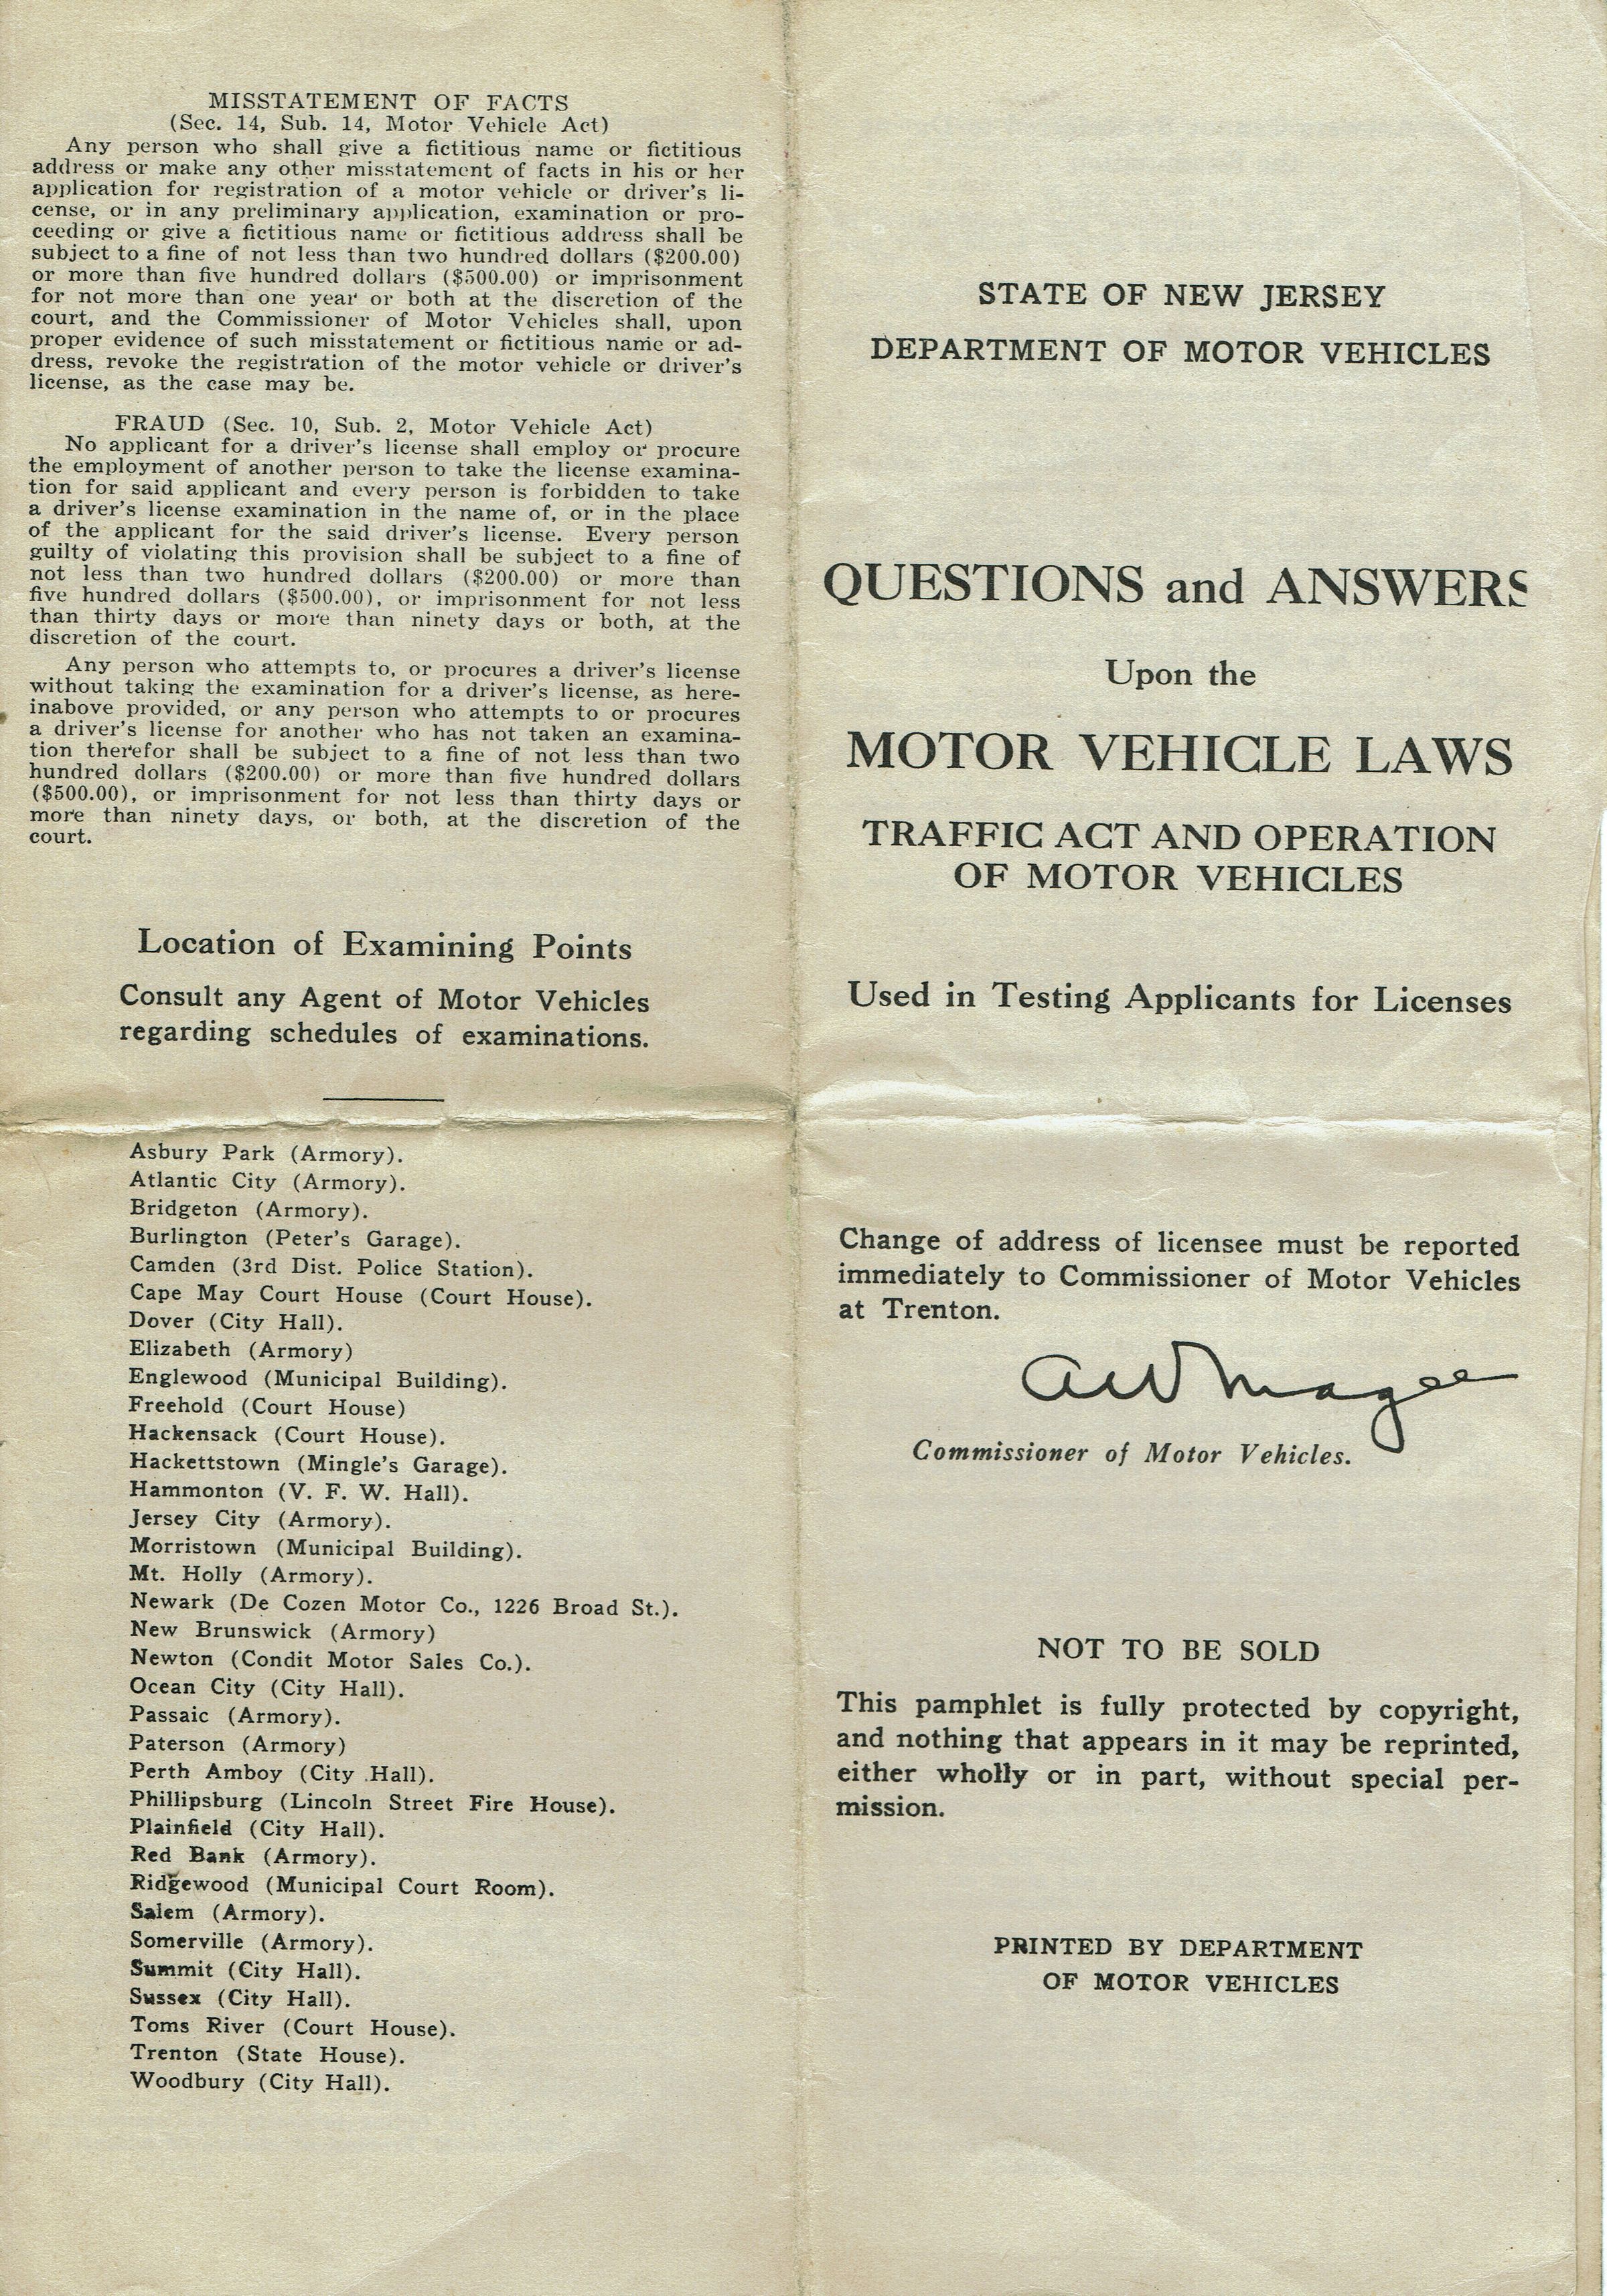 MISSTATEMENT OF FACTS
(Sec. 14, Sub. 14, Motor Vehicle Act)
Any person who shall give a fictitious name or fictitious
address or make any other misstatement of facts in his or her
application for registration of a motor vehicle or driver's li-
cense, or in any preliminary application, examination or pro-
ceeding or give a fictitious name or fictitious address shall be
subject to a fine of not less than two hundred dollars ($200.00)
or more than five hundred dollars ($500.00) or imprisonment
for not more than one year or both at the discretion of the
court, and the Commissioner of Motor Vehicles shall, upon
proper evidence of such misstatement or fictitious name or ad-
dress, revoke the registration of the motor vehicle or driver's
license, as the case may be.
FRAUD (Sec. 10, Sub. 2, Motor Vehicle Act)
No applicant for a driver's license shall employ or procure
the employment of another person to take the license examina-
tion for said applicant and every person is forbidden to take
a driver's license examination in the name of, or in the place
of the applicant for the said driver's license. Every person
guilty of violating this provision shall be subject to a fine of
not less than two hundred dollars ($200.00) or more than
five hundred dollars ($500.00), or imprisonment for not less
than thirty days or more than ninety days or both, at the
discretion of the court.
Any person who attempts to, or procures a driver's license
without taking the examination for a driver's license, as here-
inabove provided, or any person who attempts to or procures
a driver's license for another who has not taken an examina-
tion therefor shall be subject to a fine of not less than two
hundred dollars ($200.00) or more than five hundred dollars
($500.00), or imprisonment for not less than thirty days or
more than ninety days, or both, at the discretion of the
court.
Location of Examining Points
Consult any Agent of Motor Vehicles
regarding schedules of examinations.
Asbury Park (Armory).
Atlantic City (Armory).
Bridgeton (Armory).
Burlington (Peter's Garage).
Camden (3rd Dist. Police Station).
Cape May Court House (Court House).
Dover (City Hall).
Elizabeth (Armory)
Englewood (Municipal Building).
Freehold (Court House)
Hackensack (Court House).
Hackettstown (Mingle's Garage).
Hammonton (V. F. W. Hall).
Jersey City (Armory).
Morristown (Municipal Building).
Mt. Holly (Armory).
Newark (De Cozen Motor Co., 1226 Broad St.).
New Brunswick (Armory)
Newton (Condit Motor Sales Co.).
Ocean City (City Hall).
Passaic (Armory).
Paterson (Armory)
Perth Amboy (City Hall).
Phillipsburg (Lincoln Street Fire House).
Plainfield (City Hall).
Red Bank (Armory).
Ridgewood (Municipal Court Room).
Salem (Armory).
Somerville (Armory).
Summit (City Hall).
Sussex (City Hall).
Toms River (Court House).
Trenton (State House).
Woodbury (City Hall).
STATE OF NEW JERSEY
DEPARTMENT OF MOTOR VEHICLES
QUESTIONS and ANSWERS
Upon the
MOTOR VEHICLE LAWS
TRAFFIC ACT AND OPERATION
OF MOTOR VEHICLES
Used in Testing Applicants for Licenses
Change of address of licensee must be reported
immediately to Commissioner of Motor Vehicles
at Trenton.
AW Magee
Commissioner of Motor Vehicles.
NOT TO BE SOLD
This pamphlet is fully protected by copyright,
and nothing that appears in it may be reprinted,
either wholly or in part, without special per-
mission.
PRINTED BY DEPARTMENT
OF MOTOR VEHICLES